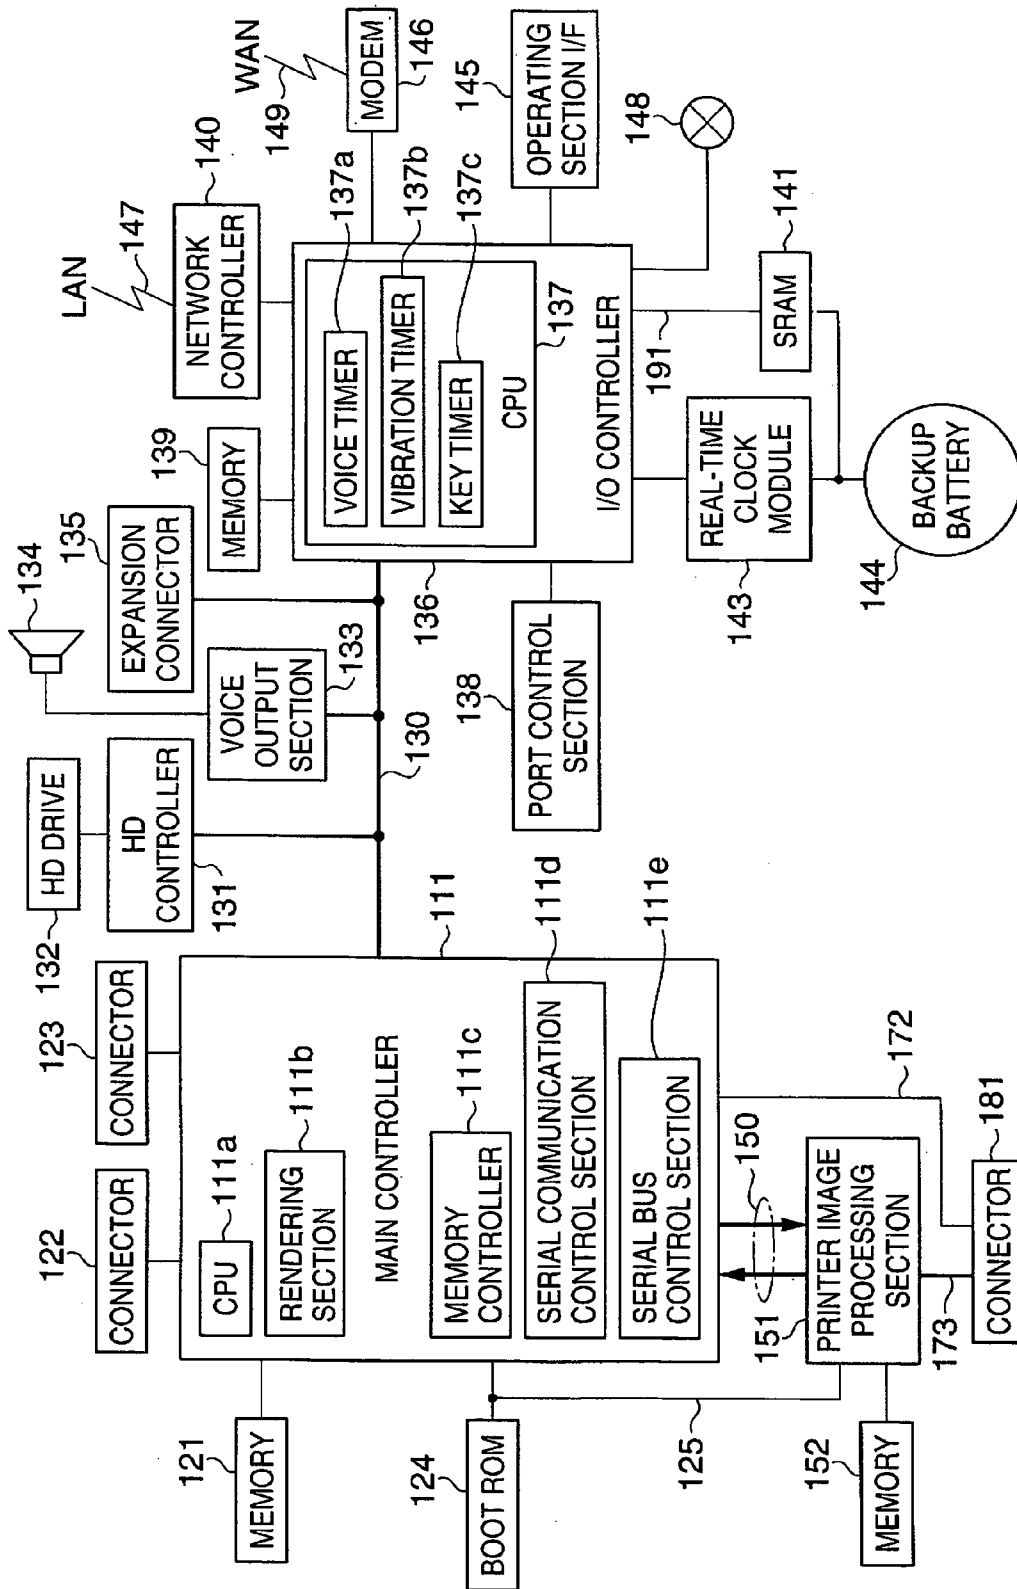 LAN
147
WAN
149
NETWORK
CONTROLLER
140
MODEM
146
OPERATING
SECTION I/F
145
148
137a
137b
137c
VOICE TIMER
VIBRATION TIMER
KEY TIMER
CPU
137
I/O CONTROLLER
136
191
SRAM
141
REAL-TIME
CLOCK
MODULE
143
BACKUP
BATTERY
144
MEMORY
139
EXPANSION
CONNECTOR
135
134
VOICE
OUTPUT
SECTION
133
130
PORT CONTROL
SECTION
138
HD DRIVE
132
HD
CONTROLLER
131
CONNECTOR
122
CONNECTOR
123
111
CPU
111a
RENDERING
SECTION
111b
MAIN CONTROLLER
MEMORY
CONTROLLER
111c
SERIAL COMMUNICATION
CONTROL SECTION
111d
SERIAL BUS
CONTROL SECTION
111e
MEMORY
121
BOOT ROM
124
125
150
172
151
PRINTER IMAGE
PROCESSING
SECTION
MEMORY
152
173
CONNECTOR
181